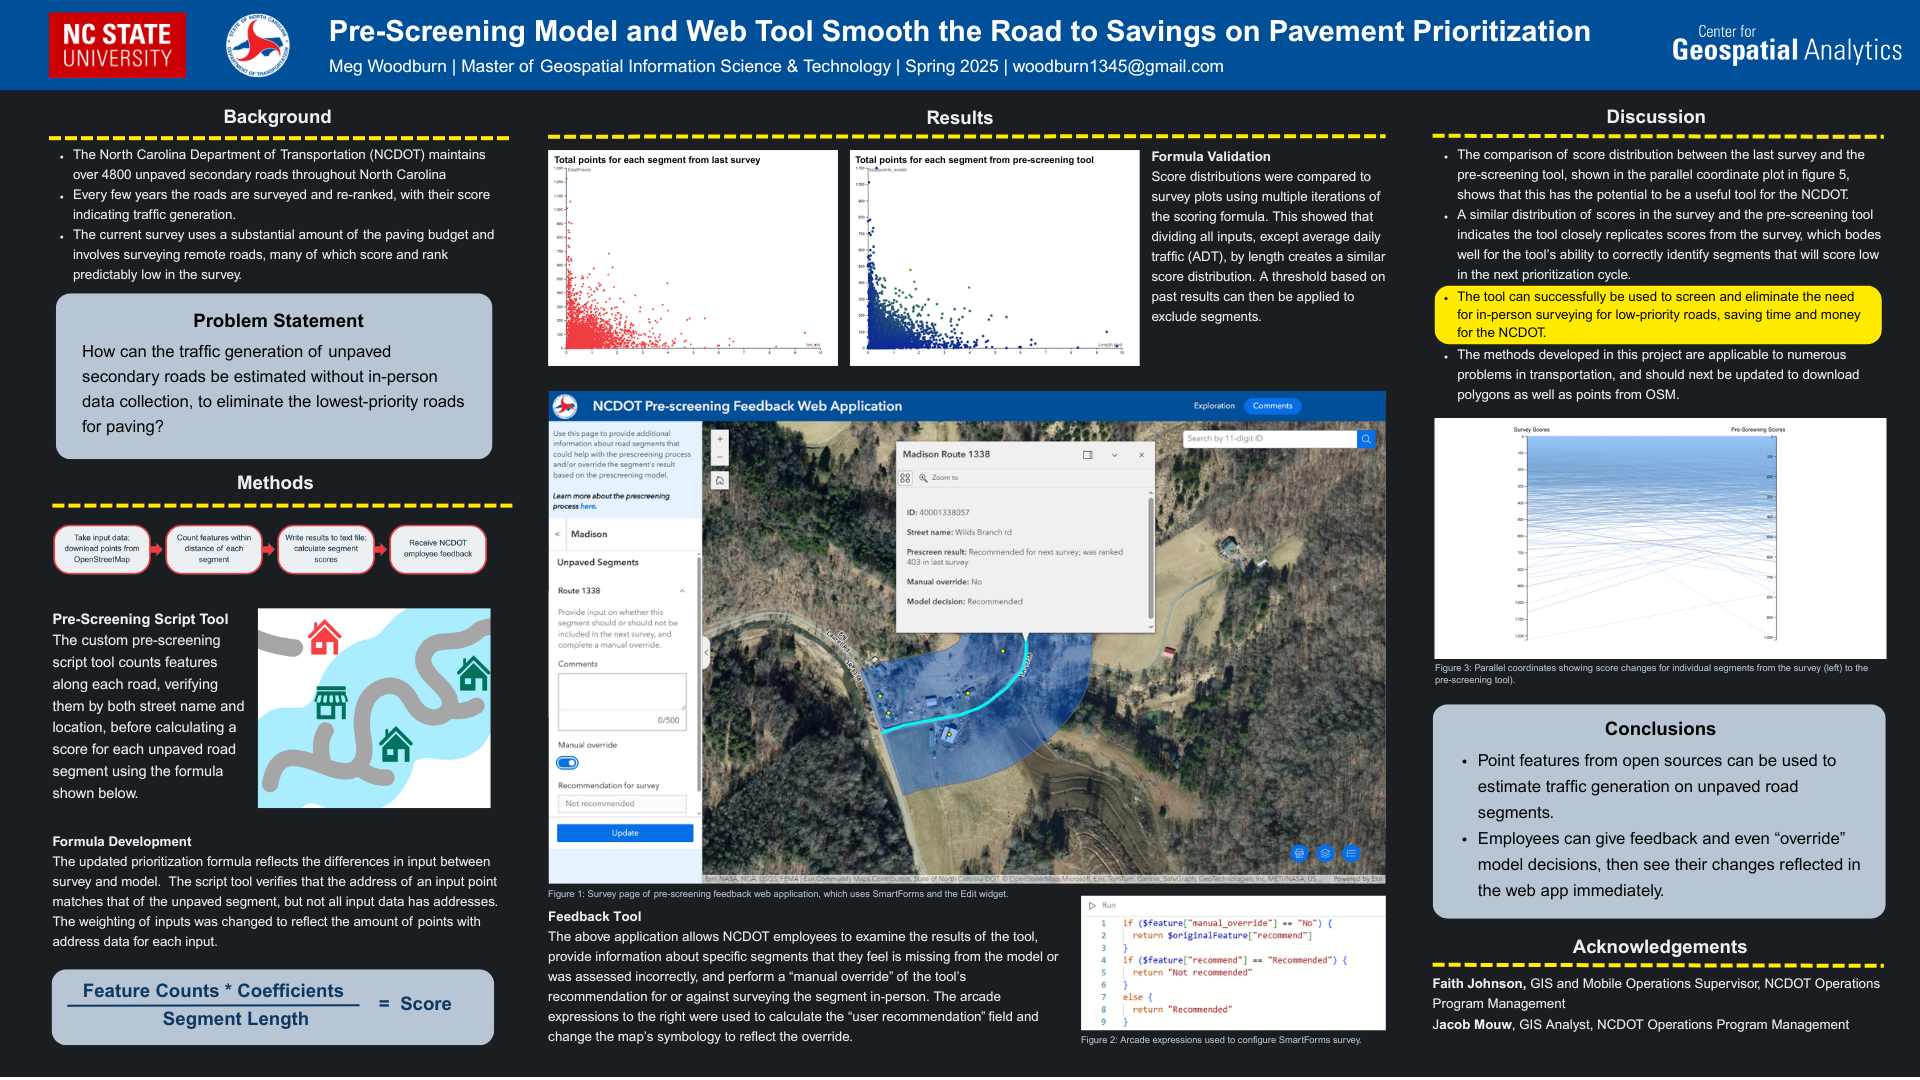 NC STATE
UNIVERSITY
Pre-Screening Model and Web Tool Smooth the Road to Savings on Pavement Prioritization
Meg Woodburn | Master of Geospatial Information Science & Technology | Spring 2025 | woodburn1345@gmail.com
Center for
Geospatial Analytics
Background
• The North Carolina Department of Transportation (NCDOT) maintains
over 4800 unpaved secondary roads throughout North Carolina
• Every few years the roads are surveyed and re-ranked, with their score
indicating traffic generation.
• The current survey uses a substantial amount of the paving budget and
involves surveying remote roads, many of which score and rank
predictably low in the survey.
Problem Statement
How can the traffic generation of unpaved
secondary roads be estimated without in-person
data collection, to eliminate the lowest-priority roads
for paving?
Methods
Take input data;
download points from
OpenStreetMap
Count features within
distance of each
segment
Write results to text file;
calculate segment
scores
Receive NCDOT
employee feedback
Pre-Screening Script Tool
The custom pre-screening
script tool counts features
along each road, verifying
them by both street name and
location, before calculating a
score for each unpaved road
segment using the formula
shown below.
Formula Development
The updated prioritization formula reflects the differences in input between
survey and model.  The script tool verifies that the address of an input point
matches that of the unpaved segment, but not all input data has addresses.
The weighting of inputs was changed to reflect the amount of points with
address data for each input.
Feature Counts * Coefficients
Segment Length
= Score
Results
Total points for each segment from last survey
Total points for each segment from pre-screening tool
Formula Validation
Score distributions were compared to
survey plots using multiple iterations of
the scoring formula. This showed that
dividing all inputs, except average daily
traffic (ADT), by length creates a similar
score distribution. A threshold based on
past results can then be applied to
exclude segments.
NCDOT Pre-screening Feedback Web Application
Exploration
Comments
Use this page to provide additional
information about road segments that
could help with the prescreening process
and/or override the segment's result
based on the prescreening model.
Learn more about the prescreening
process here.
< Madison
Unpaved Segments
Route 1338
Provide input on whether this
segment should or should not be
included in the next survey, and
complete a manual override.
Comments
0/500
Manual override
Recommendation for survey
Not recommended
Update
Search by 11-digit ID
Madison Route 1338
Zoom to
ID: 40001338057
Street name: Wilds Branch rd
Prescreen result: Recommended for next survey; was ranked
403 in last survey
Manual override: No
Model decision: Recommended
Powered by Esri
Figure 1: Survey page of pre-screening feedback web application, which uses SmartForms and the Edit widget.
Feedback Tool
The above application allows NCDOT employees to examine the results of the tool,
provide information about specific segments that they feel is missing from the model or
was assessed incorrectly, and perform a “manual override” of the tool’s
recommendation for or against surveying the segment in-person. The arcade
expressions to the right were used to calculate the “user recommendation” field and
change the map’s symbology to reflect the override.
Run
1 if ($feature["manual_override"] == "No") {
2 return $originalFeature["recommend"]
3 }
4 if ($feature["recommend"] == "Recommended") {
5 return "Not recommended"
6 }
7 else {
8 return "Recommended"
9 }
Figure 2: Arcade expressions used to configure SmartForms survey.
Discussion
• The comparison of score distribution between the last survey and the
pre-screening tool, shown in the parallel coordinate plot in figure 5,
shows that this has the potential to be a useful tool for the NCDOT.
• A similar distribution of scores in the survey and the pre-screening tool
indicates the tool closely replicates scores from the survey, which bodes
well for the tool’s ability to correctly identify segments that will score low
in the next prioritization cycle.
• The tool can successfully be used to screen and eliminate the need
for in-person surveying for low-priority roads, saving time and money
for the NCDOT.
• The methods developed in this project are applicable to numerous
problems in transportation, and should next be updated to download
polygons as well as points from OSM.
Survey Scores
Pre-Screening Scores
Figure 3: Parallel coordinates showing score changes for individual segments from the survey (left) to the
pre-screening tool).
Conclusions
• Point features from open sources can be used to
estimate traffic generation on unpaved road
segments.
• Employees can give feedback and even “override”
model decisions, then see their changes reflected in
the web app immediately.
Acknowledgements
Faith Johnson, GIS and Mobile Operations Supervisor, NCDOT Operations
Program Management
Jacob Mouw, GIS Analyst, NCDOT Operations Program Management